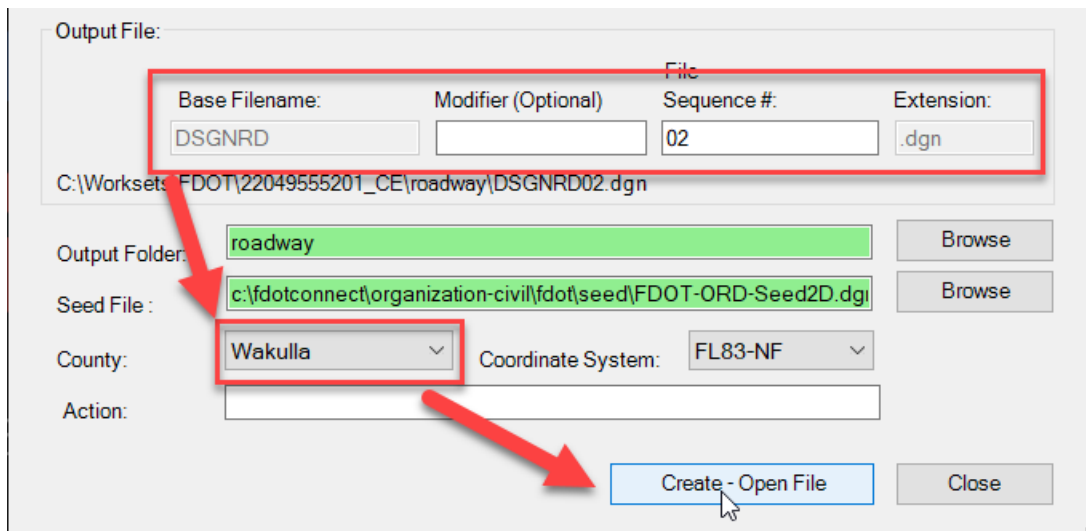 Output File:
File
Base Filename: Modifier (Optional) Sequence #: Extension:
DSGNRD 02 .dgn
C:\Worksets\FDOT\22049555201_CE\roadway\DSGNRD02.dgn
Output Folder: roadway Browse
Seed File : c:\fdotconnect\organization-civil\fdot\seed\FDOT-ORD-Seed2D.dgn Browse
County: Wakulla Coordinate System: FL83-NF
Action:
Create - Open File Close